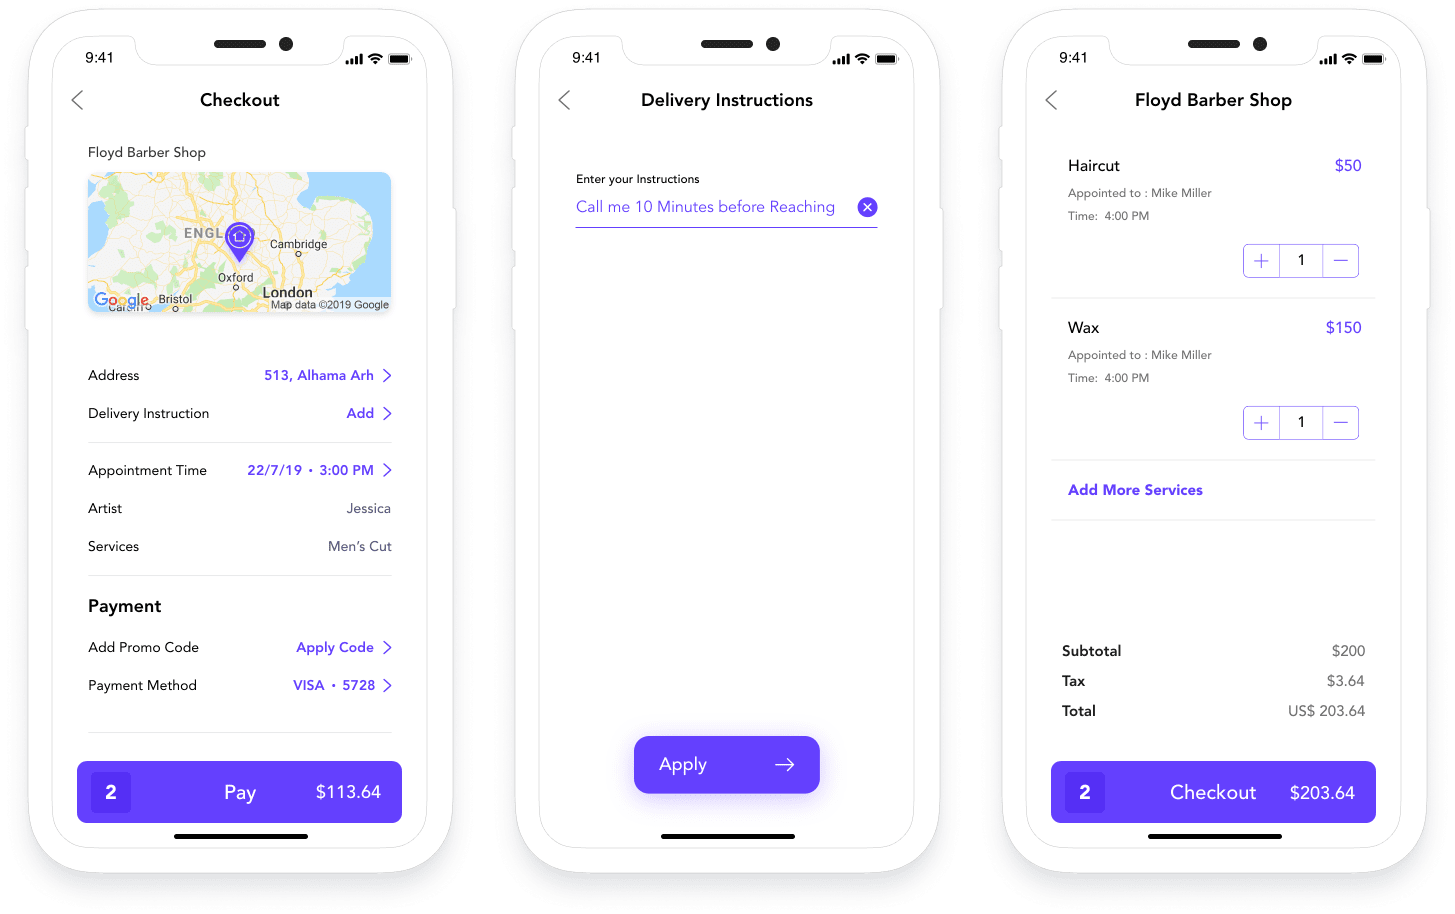 9:41
Checkout
Floyd Barber Shop
ENGL
Cambridge
Oxford
London
Bristol
Cardiff
Google
Map data ©2019 Google
Address 513, Alhama Arh
Delivery Instruction Add
Appointment Time 22/7/19 • 3:00 PM
Artist Jessica
Services Men’s Cut
Payment
Add Promo Code Apply Code
Payment Method VISA • 5728
2 Pay $113.64
9:41
Delivery Instructions
Enter your Instructions
Call me 10 Minutes before Reaching
Apply
9:41
Floyd Barber Shop
Haircut $50
Appointed to : Mike Miller
Time: 4:00 PM
1
Wax $150
Appointed to : Mike Miller
Time: 4:00 PM
1
Add More Services
Subtotal $200
Tax $3.64
Total US$ 203.64
2 Checkout $203.64